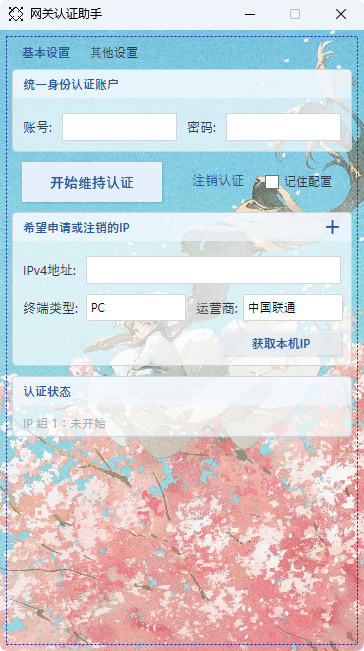 网关认证助手
基本设置 其他设置
统一身份认证账户
账号: 密码:
开始维持认证 注销认证 记住配置
希望申请或注销的IP +
IPv4地址:
终端类型: PC 运营商: 中国联通
获取本机IP
认证状态
IP 组 1：未开始